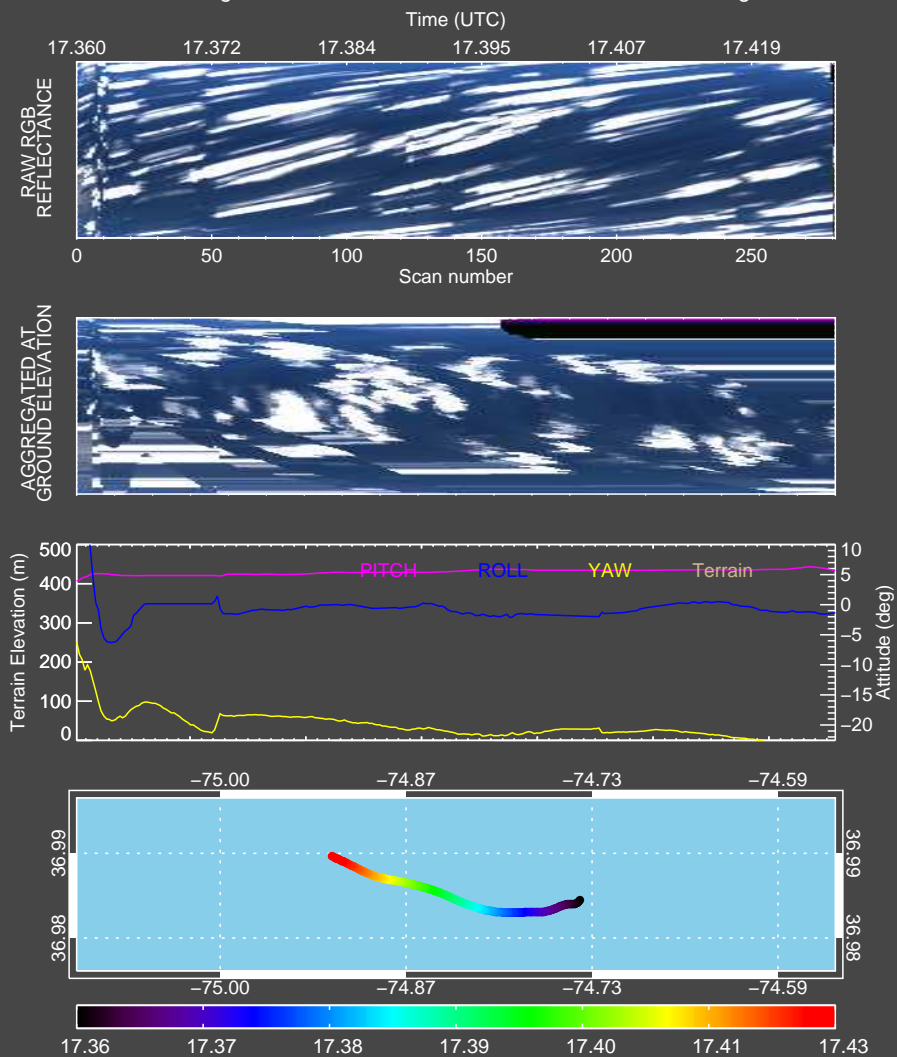 Time (UTC)
17.360 17.372 17.384 17.395 17.407 17.419
RAW RGB
REFLECTANCE
0 50 100 150 200 250
Scan number
AGGREGATED AT
GROUND ELEVATION
Terrain Elevation (m)
500
400
300
200
100
0
PITCH ROLL YAW Terrain
10
5
0
−5
−10
−15
−20
Attitude (deg)
−75.00 −74.87 −74.73 −74.59
36.99 36.99
36.98 36.98
−75.00 −74.87 −74.73 −74.59
17.36 17.37 17.38 17.39 17.40 17.41 17.43